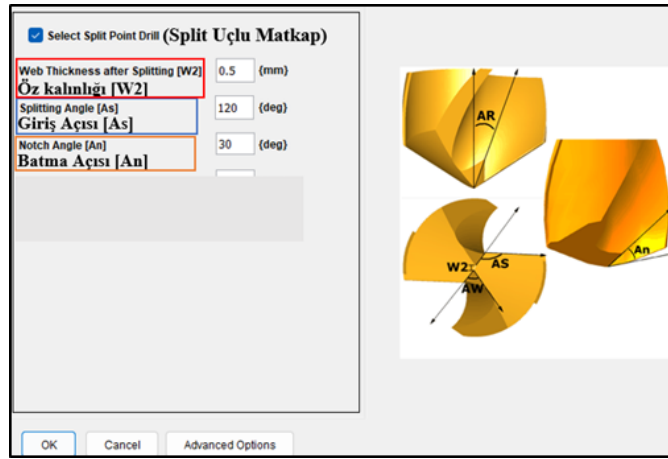 Select Split Point Drill (Split Uçlu Matkap)
Web Thickness after Splitting [W2] 0.5 {mm}
Öz kalınlığı [W2]
Splitting Angle [As] 120 {deg}
Giriş Açısı [As]
Notch Angle [An] 30 {deg}
Batma Açısı [An]
AR
An
W2 AS
AW
OK Cancel Advanced Options